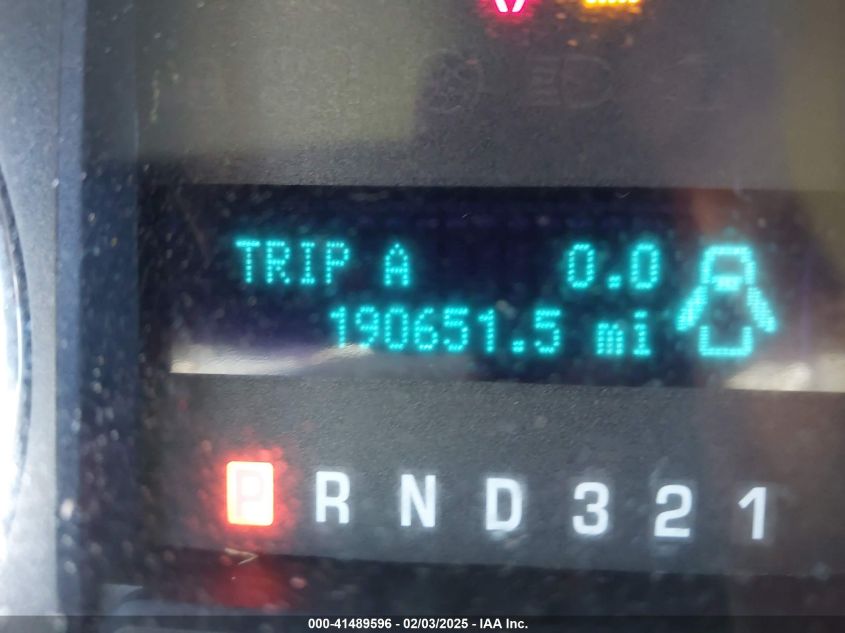 TRIP A 0.0
190651.5 mi
P R N D 3 2 1
000-41489596 - 02/03/2025 - IAA Inc.